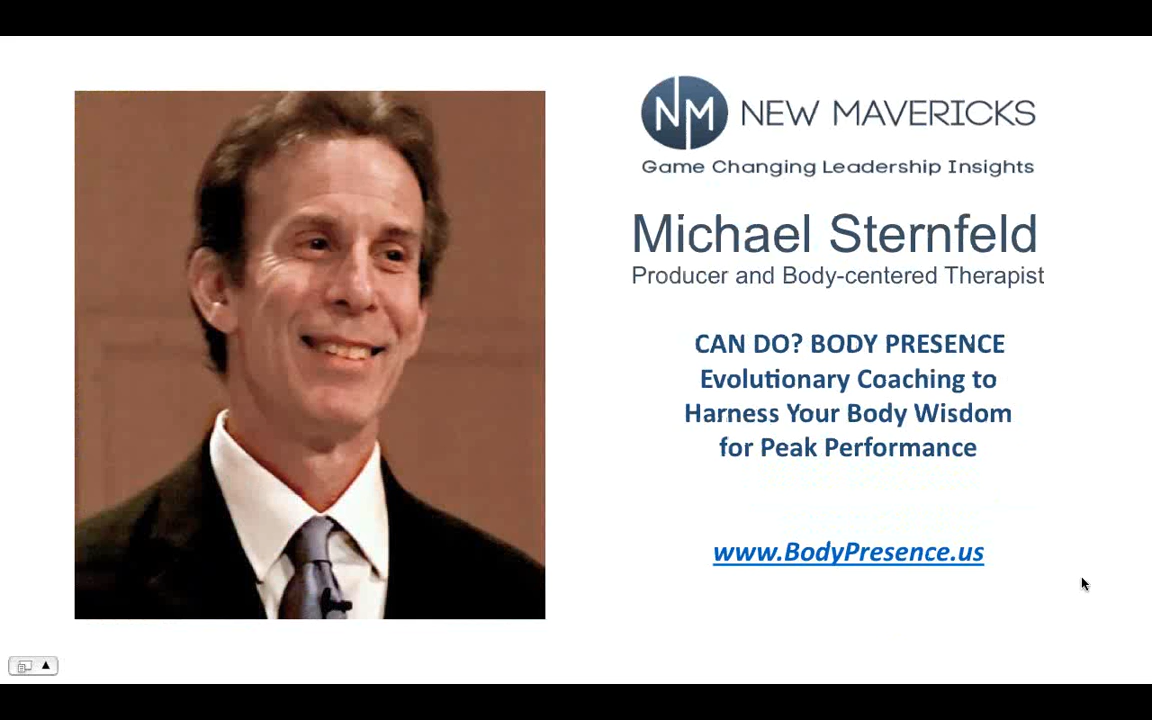 NM NEW MAVERICKS
Game Changing Leadership Insights
Michael Sternfeld
Producer and Body-centered Therapist
CAN DO? BODY PRESENCE
Evolutionary Coaching to
Harness Your Body Wisdom
for Peak Performance
www.BodyPresence.us